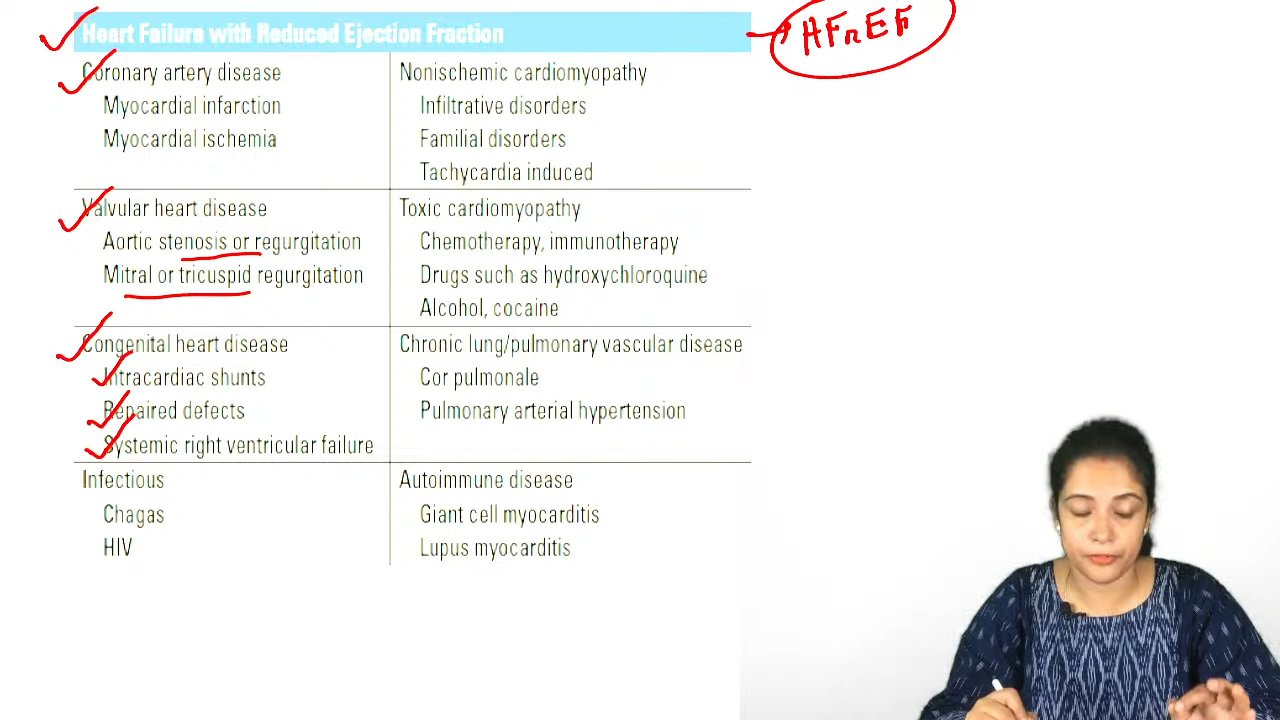 Heart Failure with Reduced Ejection Fraction
HFrEF
Coronary artery disease
Myocardial infarction
Myocardial ischemia
Nonischemic cardiomyopathy
Infiltrative disorders
Familial disorders
Tachycardia induced
Valvular heart disease
Aortic stenosis or regurgitation
Mitral or tricuspid regurgitation
Toxic cardiomyopathy
Chemotherapy, immunotherapy
Drugs such as hydroxychloroquine
Alcohol, cocaine
Congenital heart disease
Intracardiac shunts
Repaired defects
Systemic right ventricular failure
Chronic lung/pulmonary vascular disease
Cor pulmonale
Pulmonary arterial hypertension
Infectious
Chagas
HIV
Autoimmune disease
Giant cell myocarditis
Lupus myocarditis